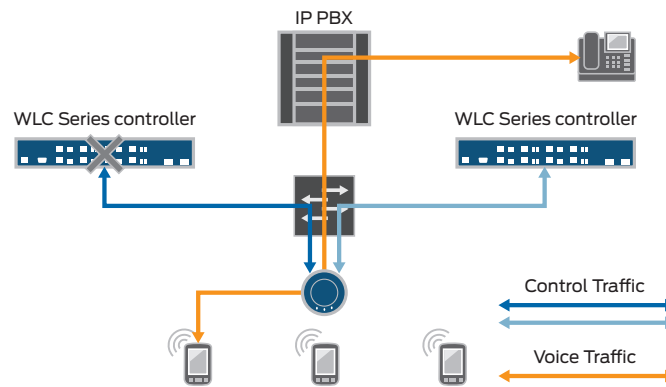 IP PBX
WLC Series controller
WLC Series controller
Control Traffic
Voice Traffic